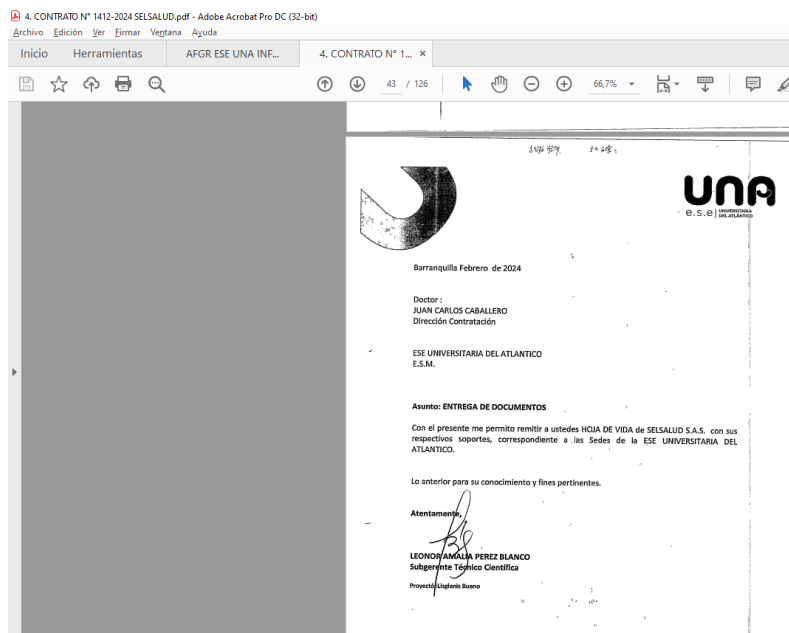 4. CONTRATO N° 1412-2024 SELSALUD.pdf - Adobe Acrobat Pro DC (32-bit)
Archivo Edición Ver Firmar Ventana Ayuda
Inicio Herramientas AFGR ESE UNA INF... 4. CONTRATO N° 1... ×
43 / 126 66,7%
UNA
e.s.e UNIVERSITARIA DEL ATLÁNTICO
Barranquilla Febrero de 2024
Doctor :
JUAN CARLOS CABALLERO
Dirección Contratación
ESE UNIVERSITARIA DEL ATLANTICO
E.S.M.
Asunto: ENTREGA DE DOCUMENTOS
Con el presente me permito remitir a ustedes HOJA DE VIDA de SELSALUD S.A.S. con sus
respectivos soportes, correspondiente a las Sedes de la ESE UNIVERSITARIA DEL
ATLANTICO.
Lo anterior para su conocimiento y fines pertinentes.
Atentamente,
LEONOR AMALIA PEREZ BLANCO
Subgerente Técnico Científica
Proyectó: Lisglenis Bueno